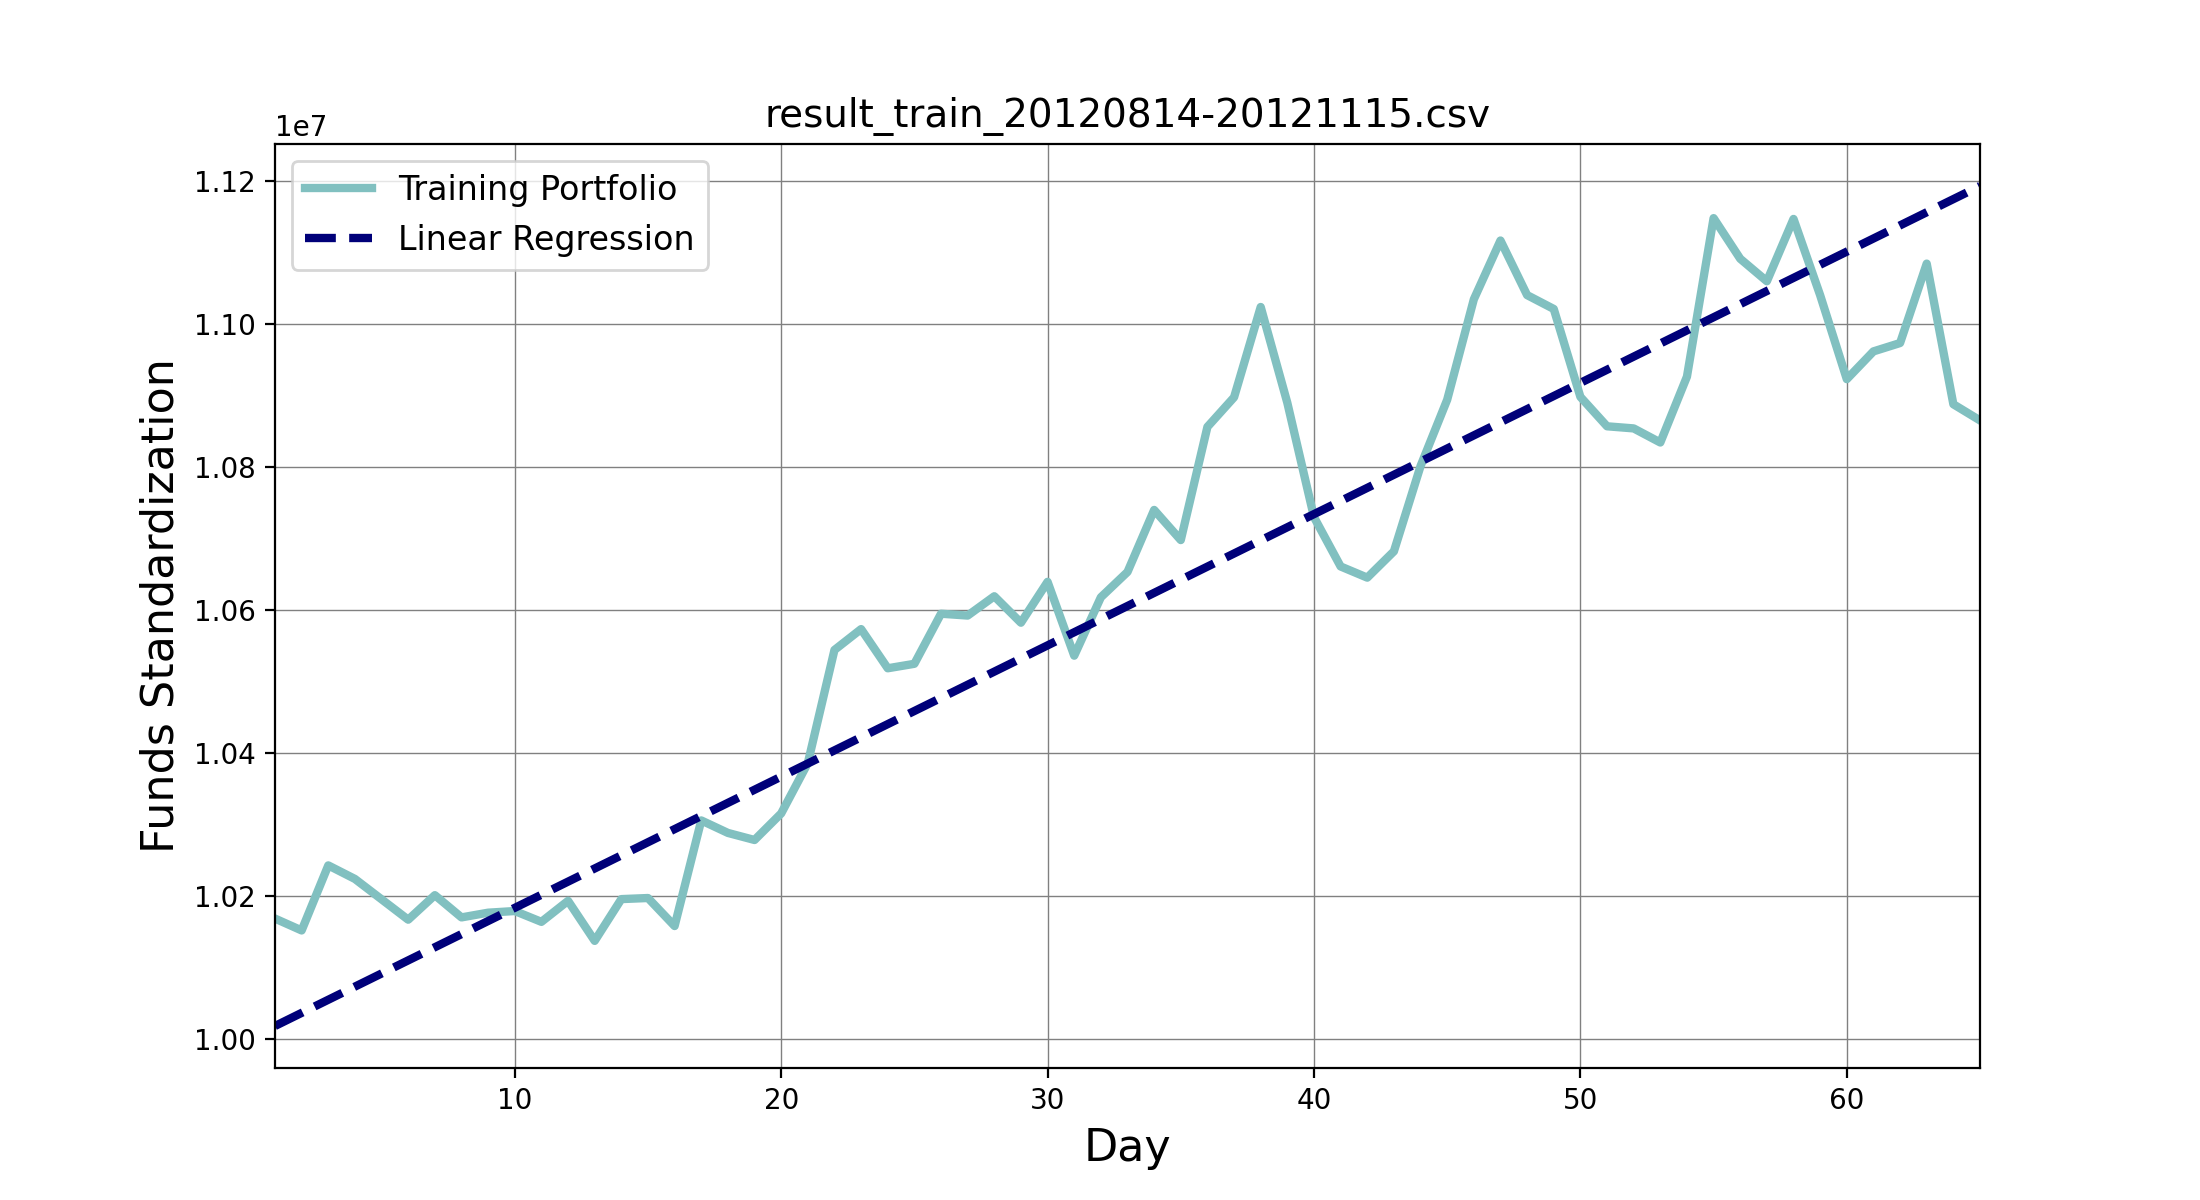 result_train_20120814-20121115.csv
1e7
Training Portfolio
Linear Regression
1.12
1.10
1.08
1.06
1.04
1.02
1.00
Funds Standardization
10 20 30 40 50 60
Day